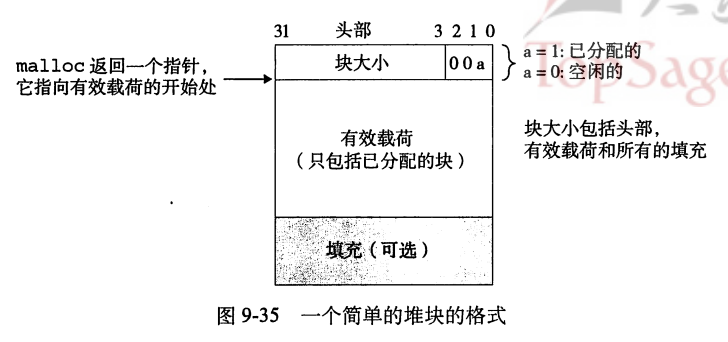 31 头部 3 2 1 0
块大小 0 0 a
a = 1: 已分配的
a = 0: 空闲的
malloc 返回一个指针,
它指向有效载荷的开始处
有效载荷
(只包括已分配的块)
块大小包括头部,
有效载荷和所有的填充
填充(可选)
图 9-35 一个简单的堆块的格式
TopSage